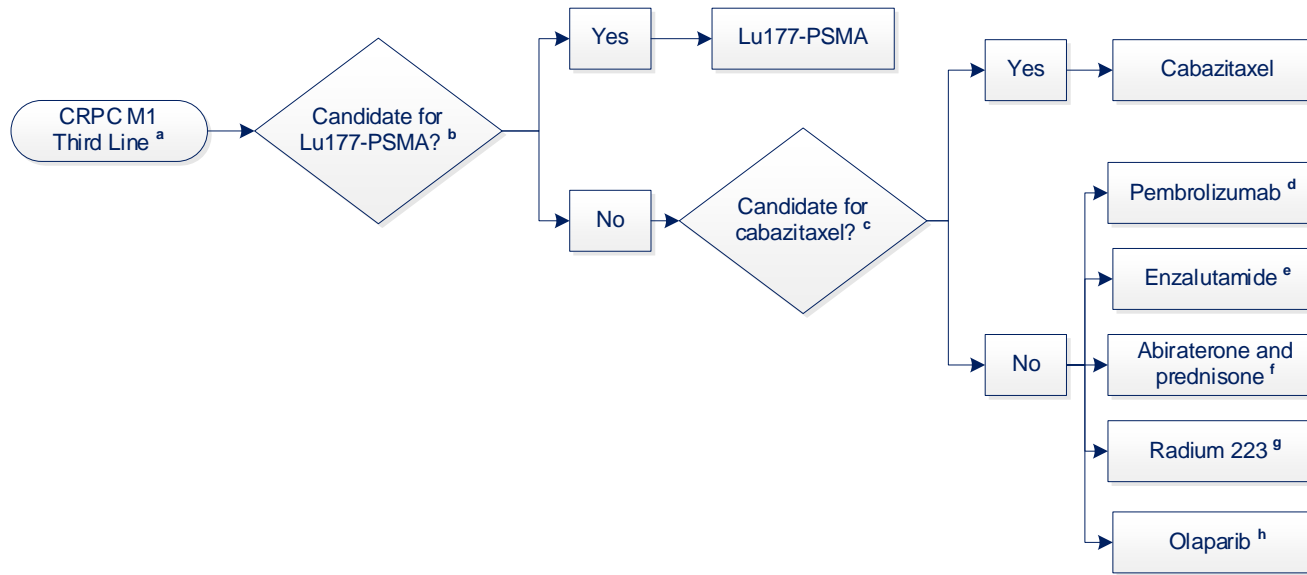 CRPC M1
Third Line a
Candidate for
Lu177-PSMA? b
Yes
Lu177-PSMA
No
Candidate for
cabazitaxel? c
Yes
Cabazitaxel
No
Pembrolizumab d
Enzalutamide e
Abiraterone and
prednisone f
Radium 223 g
Olaparib h